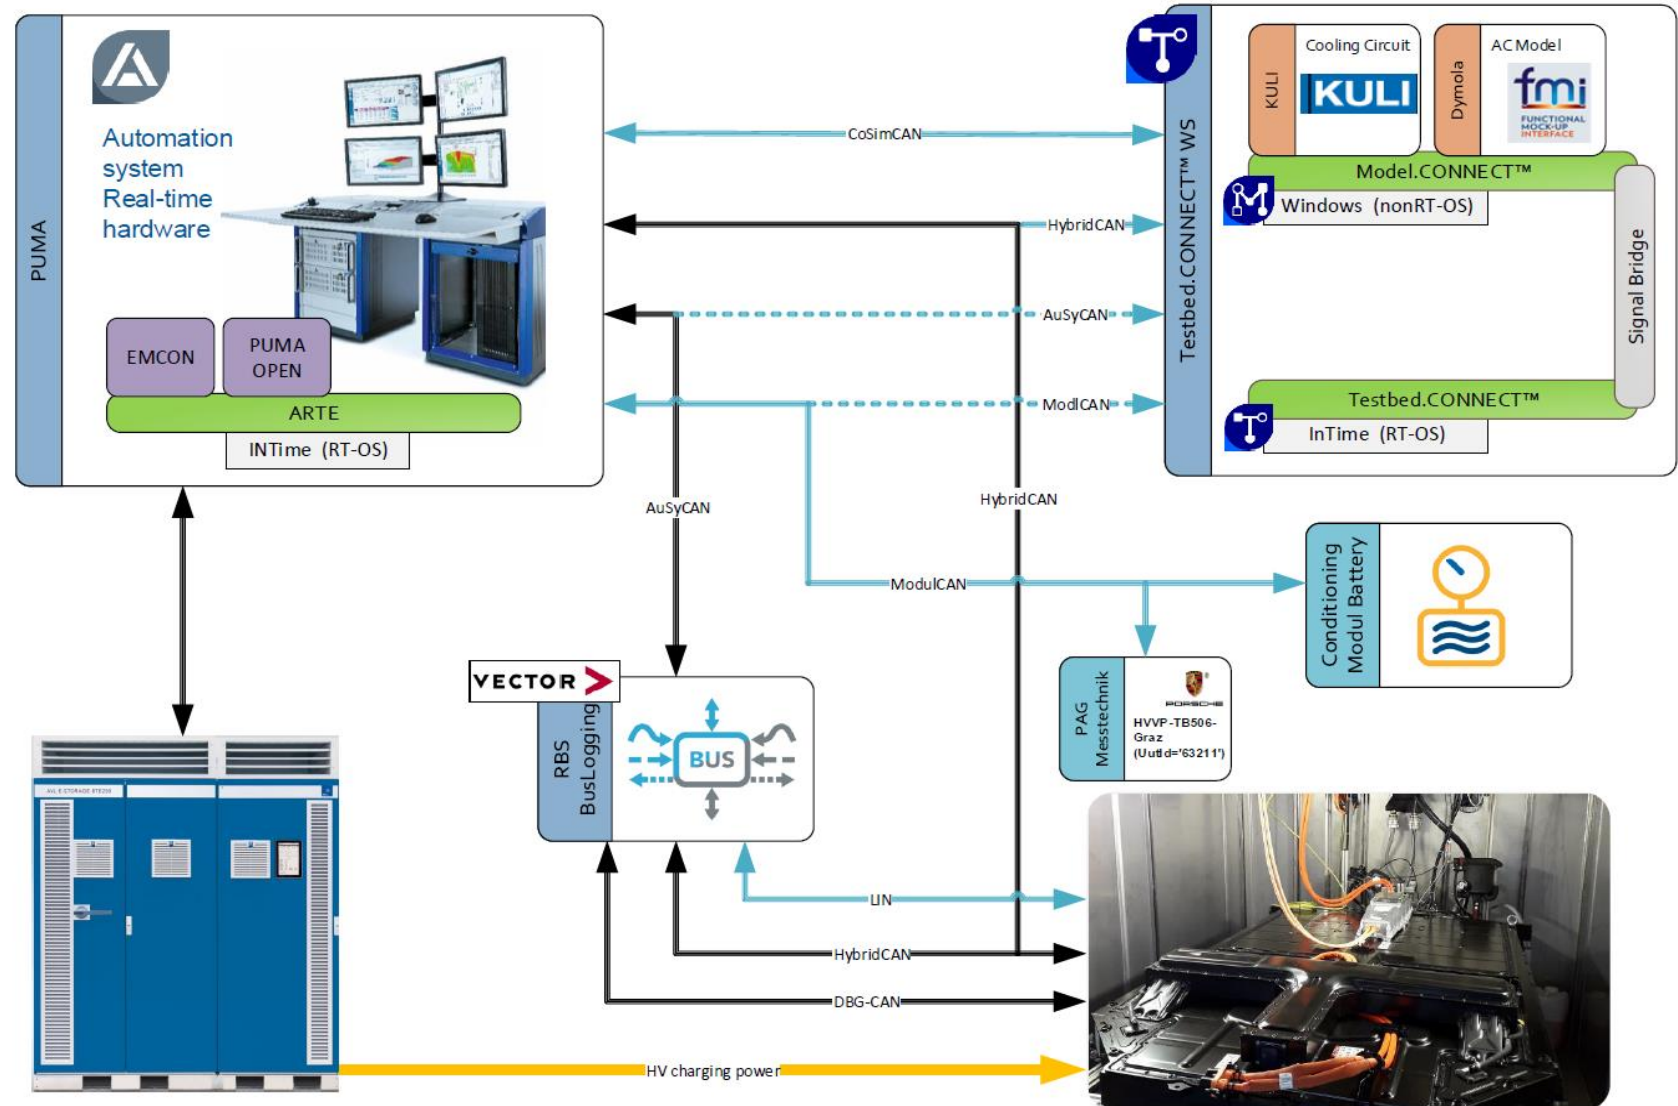 PUMA
Automation
system
Real-time
hardware
EMCON
PUMA
OPEN
ARTE
INTime (RT-OS)
CoSimCAN
HybridCAN
AuSyCAN
ModlCAN
Testbed.CONNECT™ WS
KULI
Cooling Circuit
KULI
Dymola
AC Model
fmi
FUNCTIONAL
MOCK-UP
INTERFACE
Model.CONNECT™
Windows (nonRT-OS)
Signal Bridge
Testbed.CONNECT™
InTime (RT-OS)
AuSyCAN
HybridCAN
ModulCAN
Conditioning
Modul Battery
PAG
Messtechnik
PORSCHE
HVVP-TB506-
Graz
(UutId='63211')
VECTOR
RBS
BusLogging
BUS
LIN
HybridCAN
DBG-CAN
HV charging power